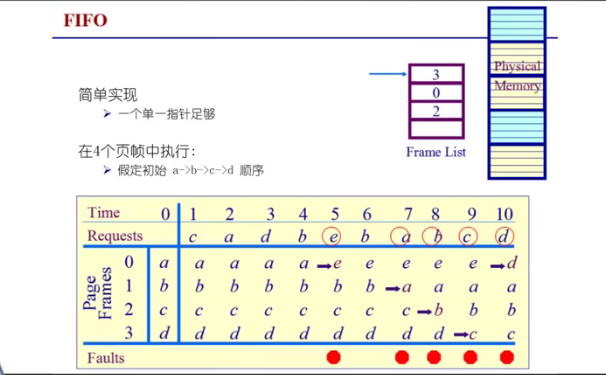 FIFO
简单实现
一个单一指针足够
在4个页帧中执行:
假定初始 a->b->c->d 顺序
3
0
2
Frame List
Physical
Memory
Time 0 1 2 3 4 5 6 7 8 9 10
Requests c a d b e b a b c d
Page
Frames
0 a a a a a e e e e e d
1 b b b b b b b a a a a
2 c c c c c c c c b b b
3 d d d d d d d d d c c
Faults